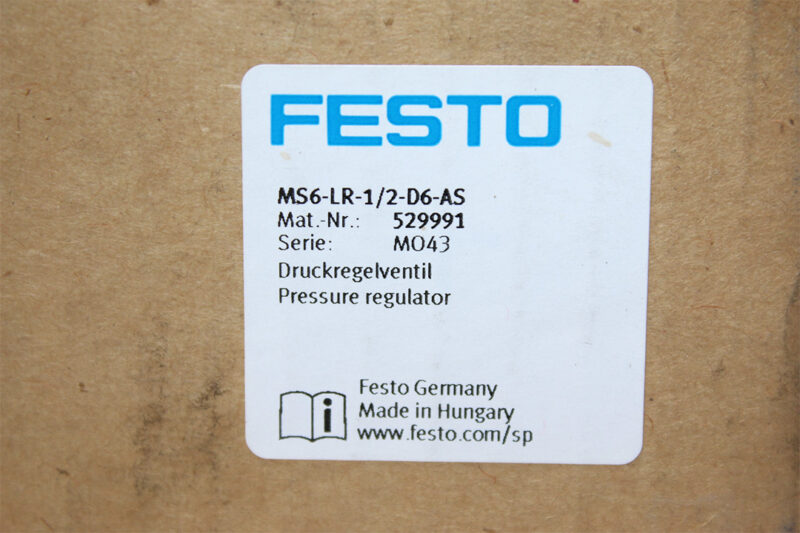 FESTO
MS6-LR-1/2-D6-AS
Mat.-Nr.: 529991
Serie: MO43
Druckregelventil
Pressure regulator
Festo Germany
Made in Hungary
www.festo.com/sp